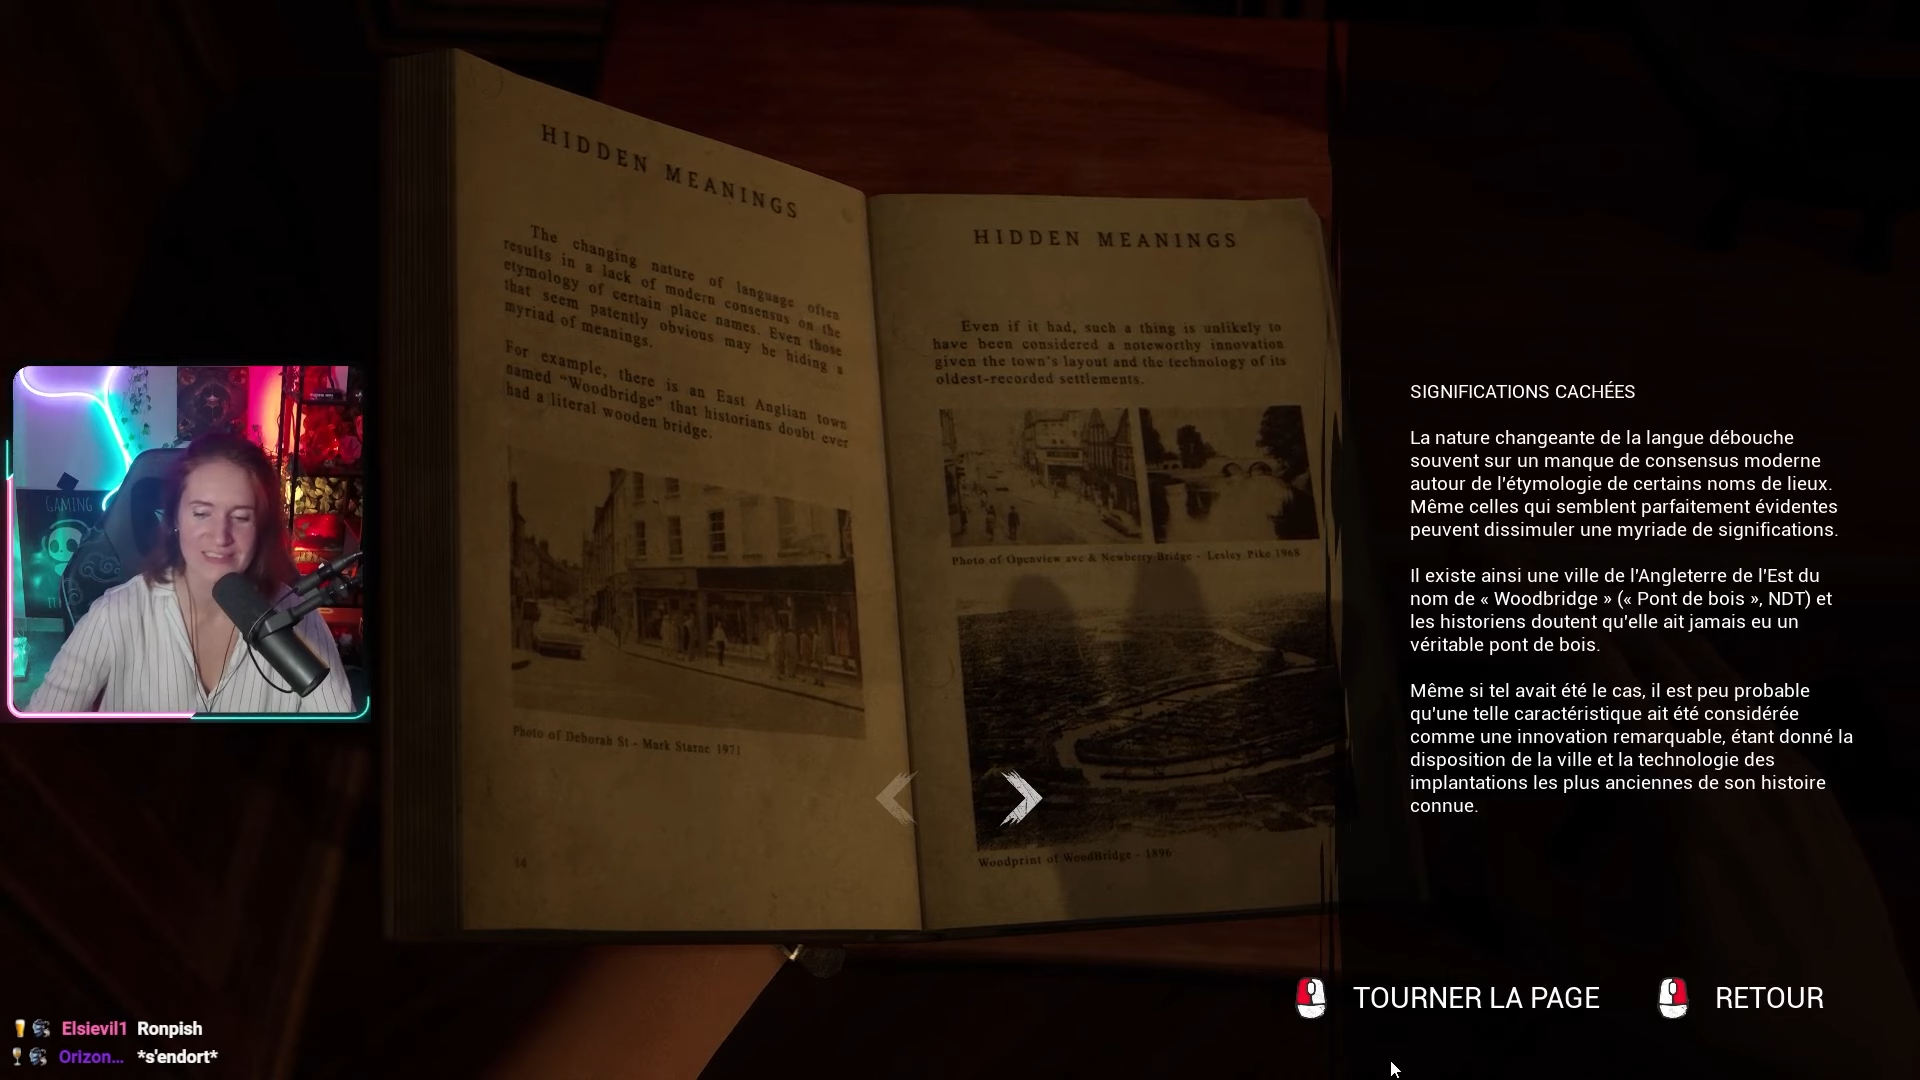 HIDDEN MEANINGS
The changing nature of language often
results in a lack of modern consensus on the
etymology of certain place names. Even those
that seem patently obvious may be hiding a
myriad of meanings.
For example, there is an East Anglian town
named "Woodbridge" that historians doubt ever
had a literal wooden bridge.
Photo of Deborah St - Mark Starne 1971
14
HIDDEN MEANINGS
Even if it had, such a thing is unlikely to
have been considered a noteworthy innovation
given the town's layout and the technology of its
oldest-recorded settlements.
Photo of Openview ave & Newberry Bridge - Lesley Pike 1968
Woodprint of WoodBridge - 1896
SIGNIFICATIONS CACHÉES
La nature changeante de la langue débouche
souvent sur un manque de consensus moderne
autour de l'étymologie de certains noms de lieux.
Même celles qui semblent parfaitement évidentes
peuvent dissimuler une myriade de significations.
Il existe ainsi une ville de l'Angleterre de l'Est du
nom de « Woodbridge » (« Pont de bois », NDT) et
les historiens doutent qu'elle ait jamais eu un
véritable pont de bois.
Même si tel avait été le cas, il est peu probable
qu'une telle caractéristique ait été considérée
comme une innovation remarquable, étant donné la
disposition de la ville et la technologie des
implantations les plus anciennes de son histoire
connue.
TOURNER LA PAGE
RETOUR
GAMING
Elsievil1 Ronpish
Orizon... *s'endort*